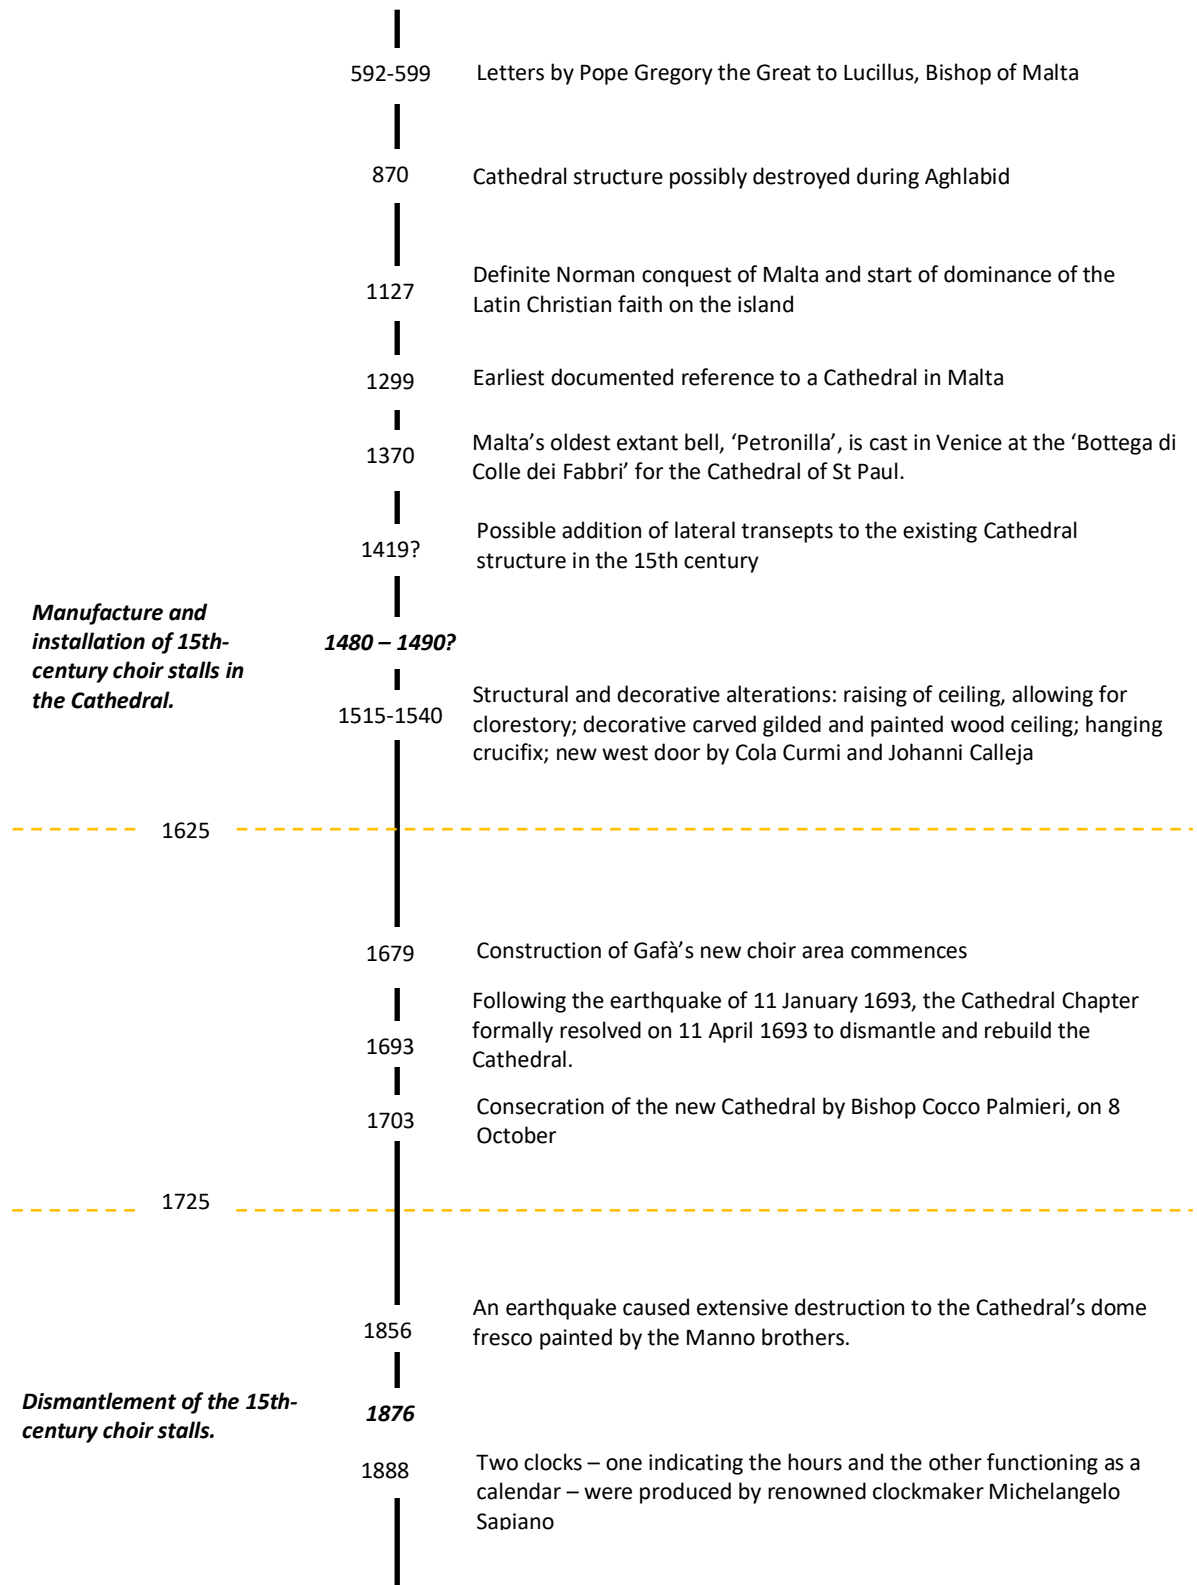 592-599 Letters by Pope Gregory the Great to Lucillus, Bishop of Malta
870 Cathedral structure possibly destroyed during Aghlabid
1127
Definite Norman conquest of Malta and start of dominance of the
Latin Christian faith on the island
1299 Earliest documented reference to a Cathedral in Malta
1370
Malta’s oldest extant bell, ‘Petronilla’, is cast in Venice at the ‘Bottega di
Colle dei Fabbri’ for the Cathedral of St Paul.
1419?
Possible addition of lateral transepts to the existing Cathedral
structure in the 15th century
Manufacture and
installation of 15th-
century choir stalls in
the Cathedral.
1480 – 1490?
1515-1540
Structural and decorative alterations: raising of ceiling, allowing for
clorestory; decorative carved gilded and painted wood ceiling; hanging
crucifix; new west door by Cola Curmi and Johanni Calleja
1625
1679 Construction of Gafà’s new choir area commences
1693
Following the earthquake of 11 January 1693, the Cathedral Chapter
formally resolved on 11 April 1693 to dismantle and rebuild the
Cathedral.
1703
Consecration of the new Cathedral by Bishop Cocco Palmieri, on 8
October
1725
1856
An earthquake caused extensive destruction to the Cathedral’s dome
fresco painted by the Manno brothers.
Dismantlement of the 15th-
century choir stalls.
1876
1888
Two clocks – one indicating the hours and the other functioning as a
calendar – were produced by renowned clockmaker Michelangelo
Sapiano